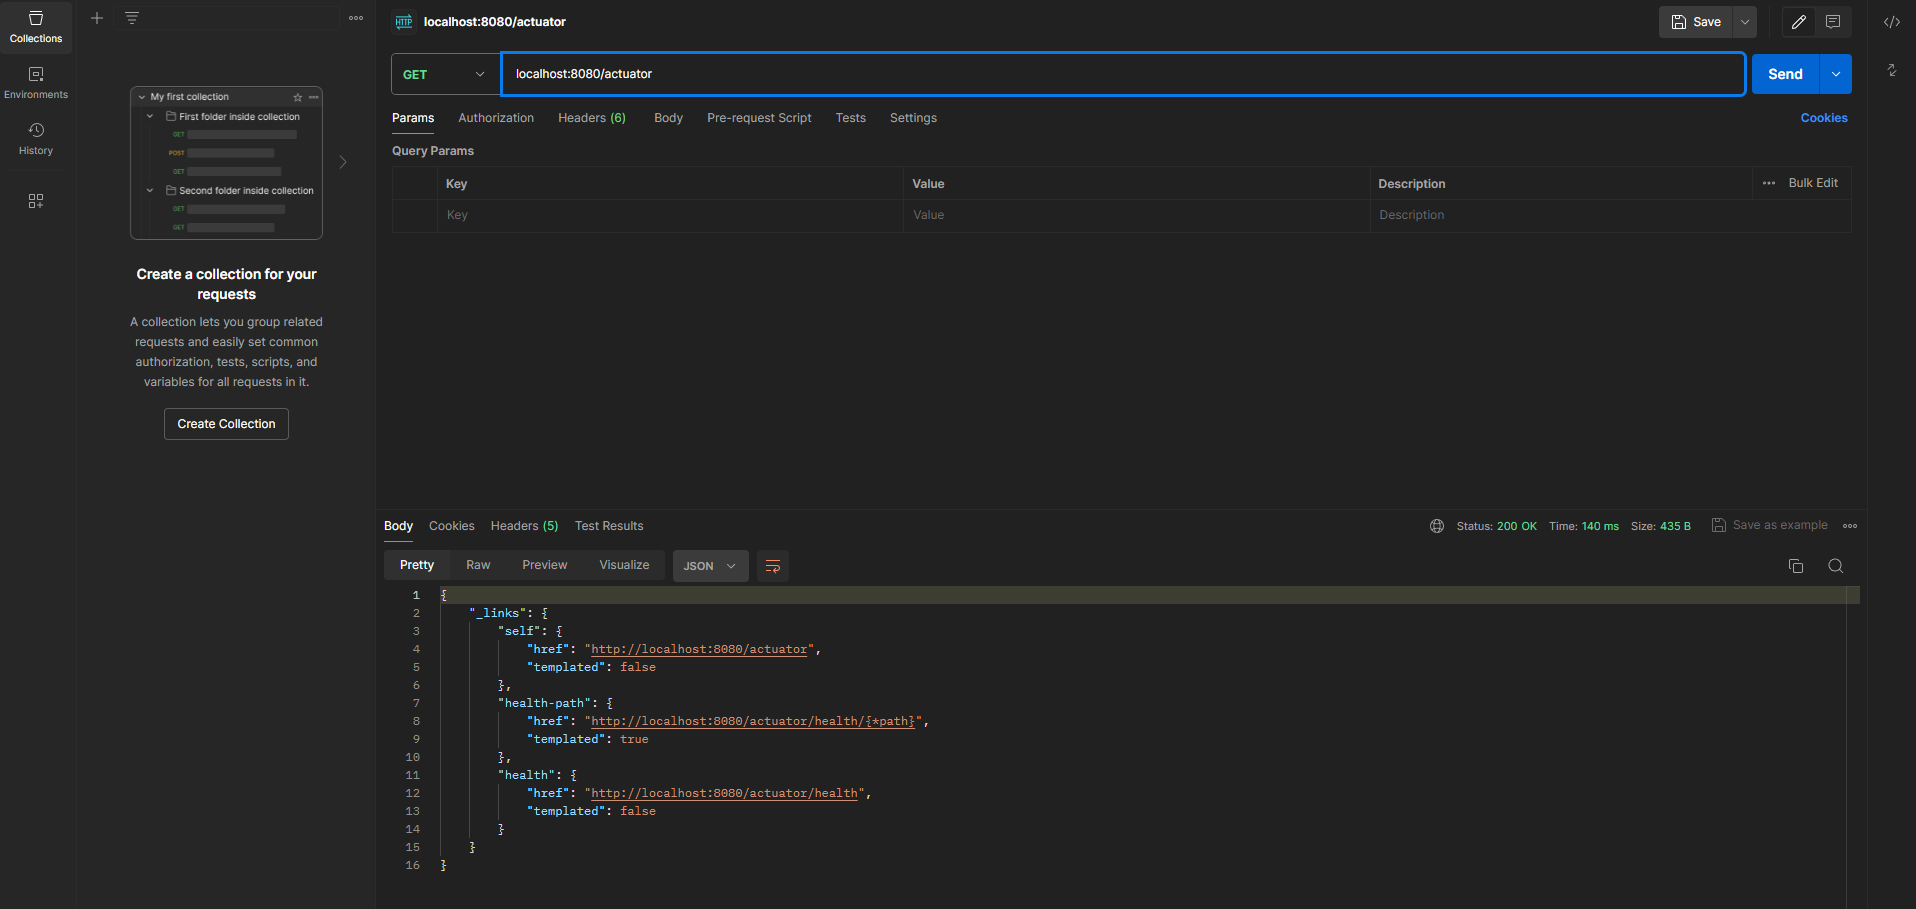 Collections
Environments
History
My first collection
First folder inside collection
GET
POST
GET
Second folder inside collection
GET
GET
Create a collection for your
requests
A collection lets you group related
requests and easily set common
authorization, tests, scripts, and
variables for all requests in it.
Create Collection
HTTP localhost:8080/actuator
Save
GET localhost:8080/actuator
Send
Params Authorization Headers (6) Body Pre-request Script Tests Settings Cookies
Query Params
Key Value Description Bulk Edit
Key Value Description
Body Cookies Headers (5) Test Results Status: 200 OK Time: 140 ms Size: 435 B Save as example
Pretty Raw Preview Visualize JSON
1 {
2 "_links": {
3 "self": {
4 "href": "http://localhost:8080/actuator",
5 "templated": false
6 },
7 "health-path": {
8 "href": "http://localhost:8080/actuator/health/{*path}",
9 "templated": true
10 },
11 "health": {
12 "href": "http://localhost:8080/actuator/health",
13 "templated": false
14 }
15 }
16 }